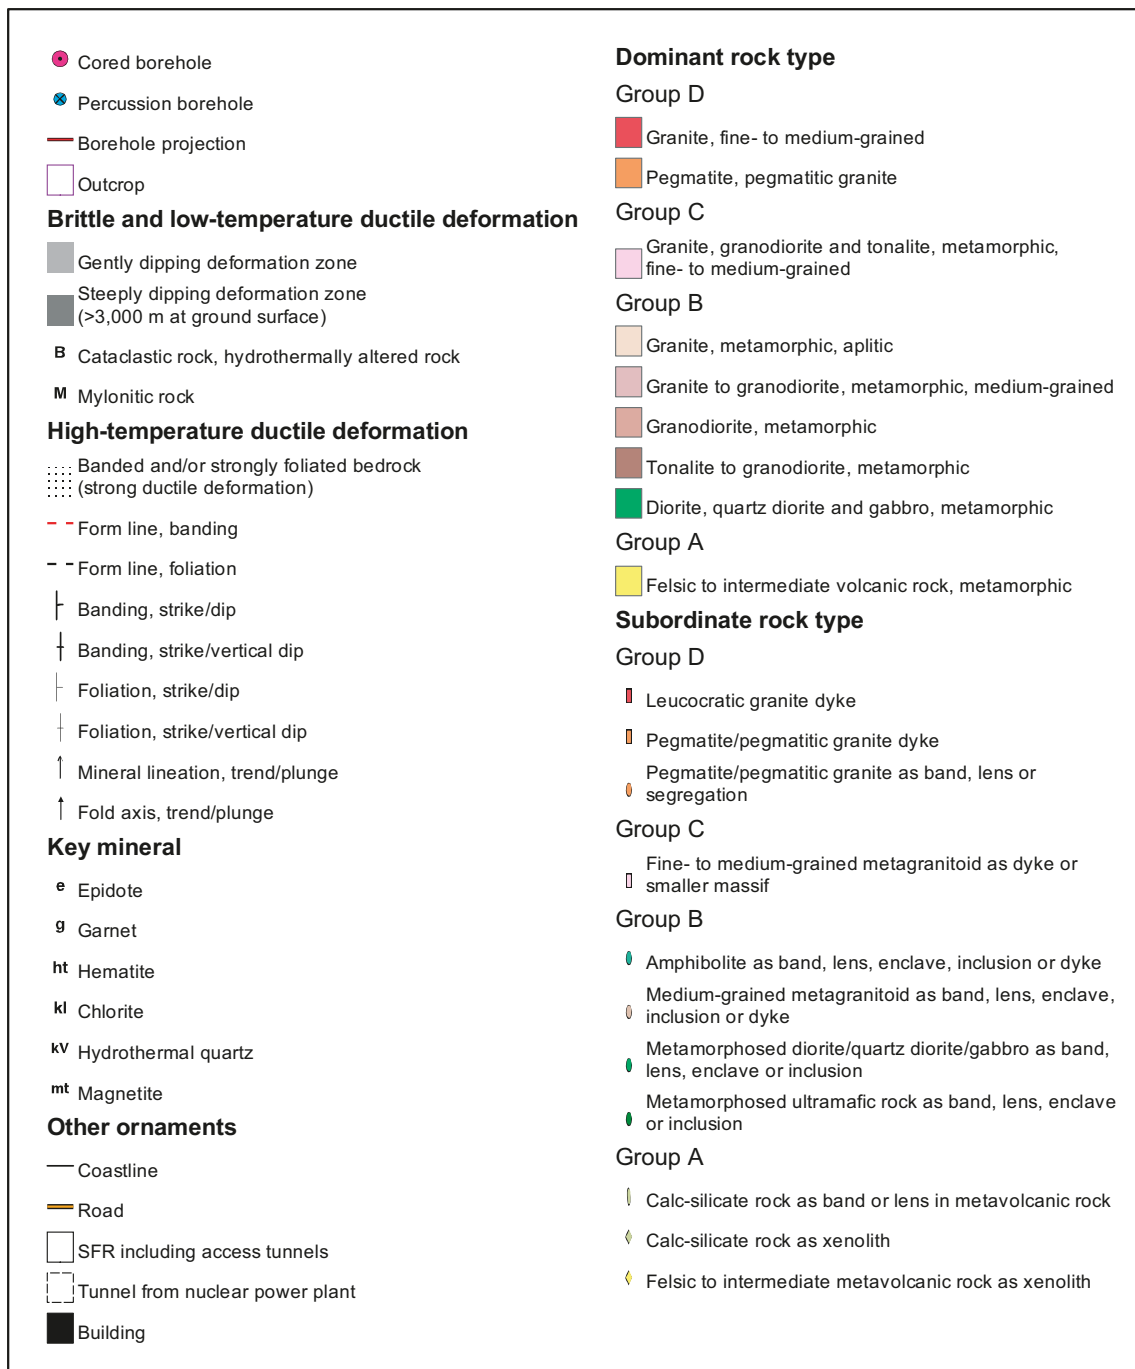 Cored borehole
Percussion borehole
Borehole projection
Outcrop
Brittle and low-temperature ductile deformation
Gently dipping deformation zone
Steeply dipping deformation zone
(>3,000 m at ground surface)
B Cataclastic rock, hydrothermally altered rock
M Mylonitic rock
High-temperature ductile deformation
Banded and/or strongly foliated bedrock
(strong ductile deformation)
Form line, banding
Form line, foliation
Banding, strike/dip
Banding, strike/vertical dip
Foliation, strike/dip
Foliation, strike/vertical dip
Mineral lineation, trend/plunge
Fold axis, trend/plunge
Key mineral
e Epidote
g Garnet
ht Hematite
kl Chlorite
kV Hydrothermal quartz
mt Magnetite
Other ornaments
Coastline
Road
SFR including access tunnels
Tunnel from nuclear power plant
Building
Dominant rock type
Group D
Granite, fine- to medium-grained
Pegmatite, pegmatitic granite
Group C
Granite, granodiorite and tonalite, metamorphic,
fine- to medium-grained
Group B
Granite, metamorphic, aplitic
Granite to granodiorite, metamorphic, medium-grained
Granodiorite, metamorphic
Tonalite to granodiorite, metamorphic
Diorite, quartz diorite and gabbro, metamorphic
Group A
Felsic to intermediate volcanic rock, metamorphic
Subordinate rock type
Group D
Leucocratic granite dyke
Pegmatite/pegmatitic granite dyke
Pegmatite/pegmatitic granite as band, lens or
segregation
Group C
Fine- to medium-grained metagranitoid as dyke or
smaller massif
Group B
Amphibolite as band, lens, enclave, inclusion or dyke
Medium-grained metagranitoid as band, lens, enclave,
inclusion or dyke
Metamorphosed diorite/quartz diorite/gabbro as band,
lens, enclave or inclusion
Metamorphosed ultramafic rock as band, lens, enclave
or inclusion
Group A
Calc-silicate rock as band or lens in metavolcanic rock
Calc-silicate rock as xenolith
Felsic to intermediate metavolcanic rock as xenolith